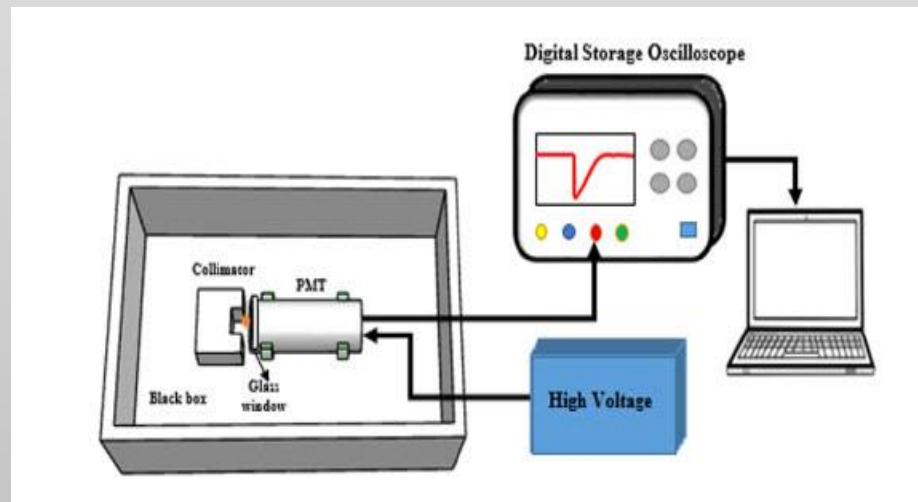 Digital Storage Oscilloscope
Collimator
PMT
Glass
window
Black box
High Voltage